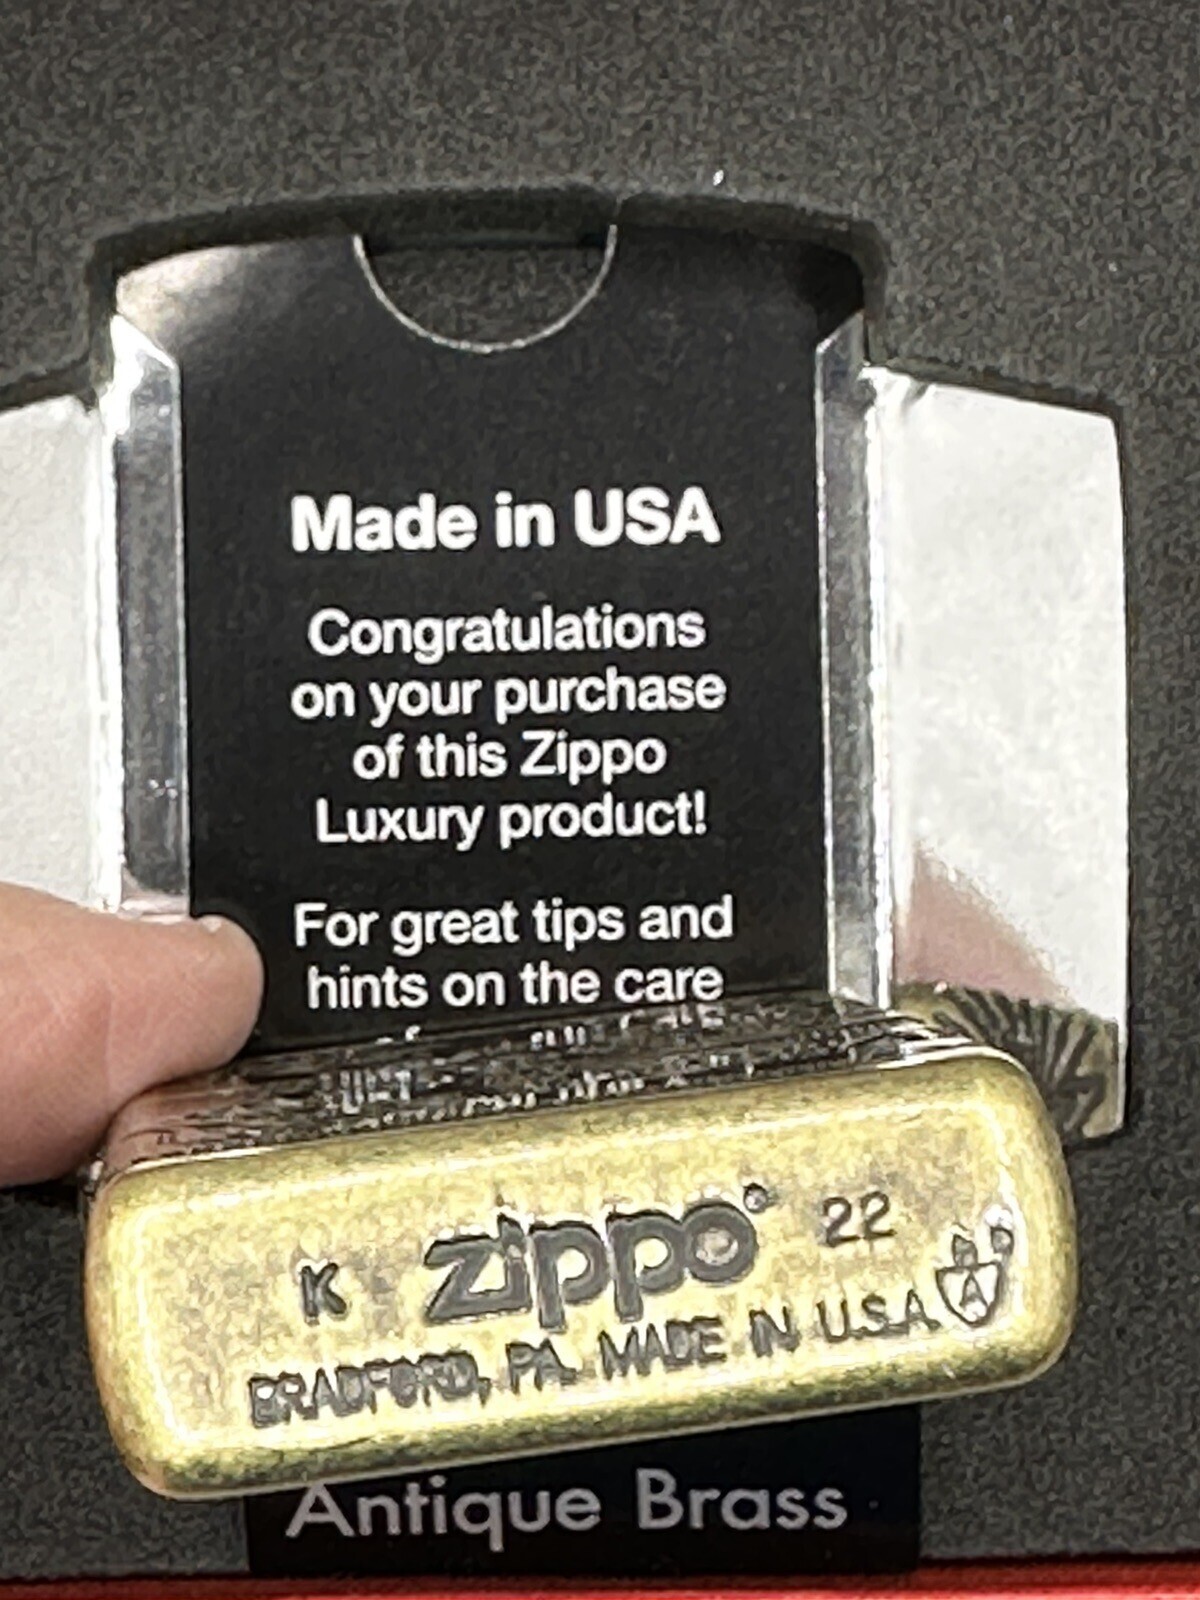 Made in USA
Congratulations
on your purchase
of this Zippo
Luxury product!
For great tips and
hints on the care
K zippo® 22
BRADFORD, PA. MADE IN U.S.A.
A
Antique Brass